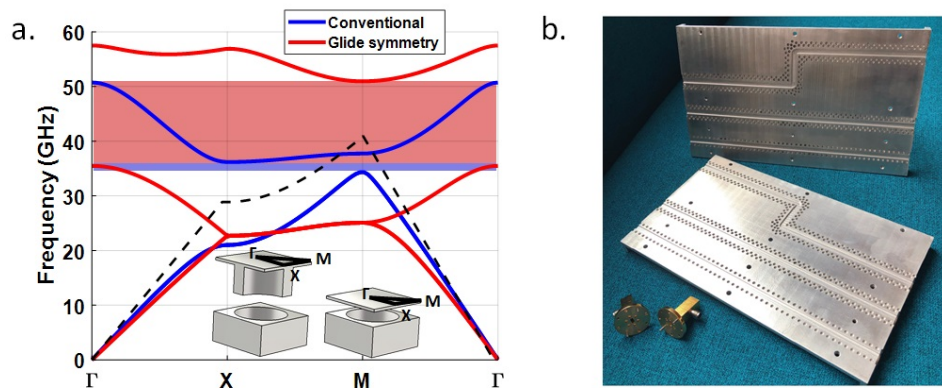 a.
b.
Conventional
Glide symmetry
Frequency (GHz)
60
50
40
30
20
10
0
Γ
X
M
Γ
Γ
M
X
Γ
M
X